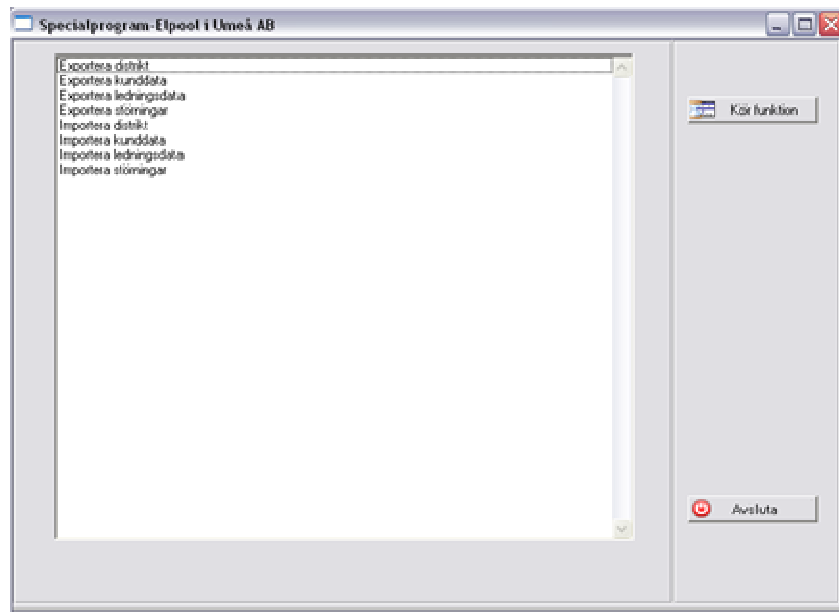 Specialprogram-Elpool i Umeå AB
Exportera distrikt
Exportera kunddata
Exportera ledningsdata
Exportera störningar
Importera distrikt
Importera kunddata
Importera ledningsdata
Importera störningar
Kör funktion
Avsluta